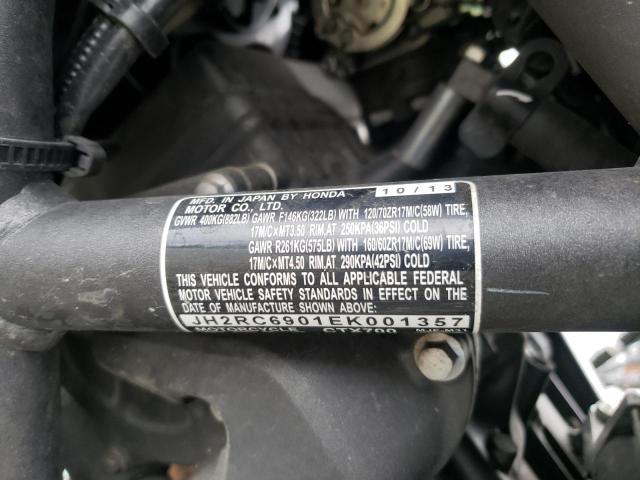 MFD. IN JAPAN BY HONDA 10/13
MOTOR CO., LTD.
GVWR 400KG(882LB) GAWR F146KG(322LB) WITH 120/70ZR17M/C(58W) TIRE,
17M/C×MT3.50 RIM,AT 250KPA(36PSI) COLD
GAWR R261KG(575LB) WITH 160/60ZR17M/C(69W) TIRE,
17M/C×MT4.50 RIM,AT 290KPA(42PSI) COLD
THIS VEHICLE CONFORMS TO ALL APPLICABLE FEDERAL
MOTOR VEHICLE SAFETY STANDARDS IN EFFECT ON THE
DATE OF MANUFACTURE SHOWN ABOVE:
JH2RC6901EK001357
MOTORCYCLE CTX700